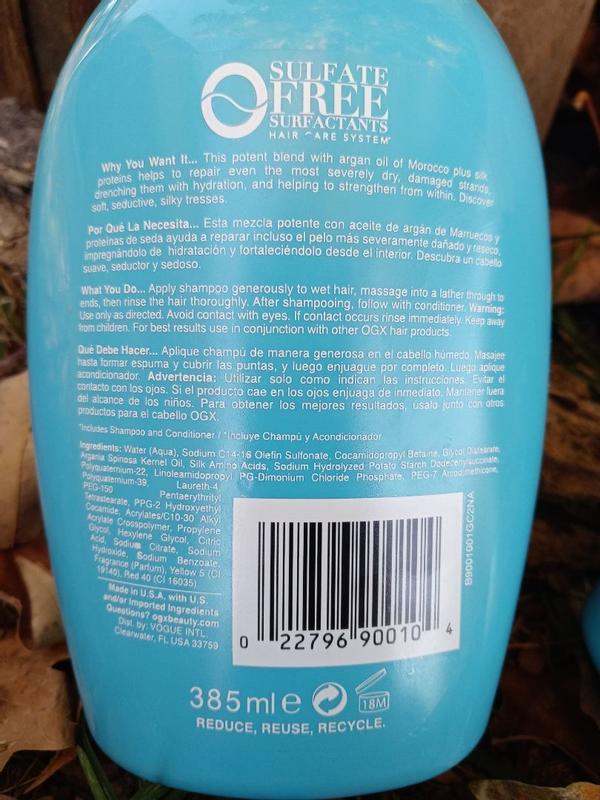 SULFATE
FREE
SURFACTANTS
HAIR CARE SYSTEM
Why You Want It... This potent blend with argan oil of Morocco plus silk
proteins helps to repair even the most severely dry, damaged strands,
drenching them with hydration, and helping to strengthen from within. Discover
soft, seductive, silky tresses.
Por Qué La Necesita... Esta mezcla potente con aceite de argán de Marruecos y
proteínas de seda ayuda a reparar incluso el pelo más severamente dañado y reseco,
impregnándolo de hidratación y fortaleciéndolo desde el interior. Descubra un cabello
suave, seductor y sedoso.
What You Do... Apply shampoo generously to wet hair, massage into a lather through to
ends, then rinse the hair thoroughly. After shampooing, follow with conditioner. Warning:
Use only as directed. Avoid contact with eyes. If contact occurs rinse immediately. Keep away
from children. For best results use in conjunction with other OGX hair products.
Qué Debe Hacer... Aplique champú de manera generosa en el cabello húmedo. Masajee
hasta formar espuma y cubrir las puntas, y luego enjuague por completo. Luego aplique
acondicionador. Advertencia: Utilizar solo como indican las instrucciones. Evitar el
contacto con los ojos. Si el producto cae en los ojos enjuaga de inmediato. Mantener fuera
del alcance de los niños. Para obtener los mejores resultados, úsalo junto con otros
productos para el cabello OGX.
*Includes Shampoo and Conditioner / *Incluye Champú y Acondicionador
Ingredients: Water (Aqua), Sodium C14-16 Olefin Sulfonate, Cocamidopropyl Betaine, Glycol Distearate,
Argania Spinosa Kernel Oil, Silk Amino Acids, Sodium Hydrolyzed Potato Starch Dodecenylsuccinate,
Polyquaternium-22, Linoleamidopropyl PG-Dimonium Chloride Phosphate, PEG-7 Amodimethicone,
Polyquaternium-39, Laureth-4,
PEG-150 Pentaerythrityl
Tetrastearate, PPG-2 Hydroxyethyl
Cocamide, Acrylates/C10-30 Alkyl
Acrylate Crosspolymer, Propylene
Glycol, Hexylene Glycol, Citric
Acid, Sodium Citrate, Sodium
Hydroxide, Sodium Benzoate,
Fragrance (Parfum), Yellow 5 (CI
19140), Red 40 (CI 16035)
Made in U.S.A. with U.S.
and/or Imported Ingredients
Questions? ogxbeauty.com
Dist. by: VOGUE INTL.
Clearwater, FL USA 33759
B9001001GC2NA
0 22796 90010 4
385ml e
18M
REDUCE, REUSE, RECYCLE.